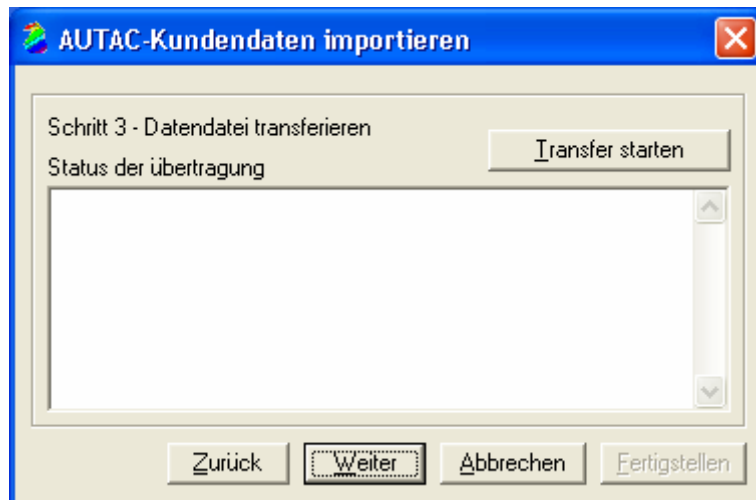 AUTAC-Kundendaten importieren
Schritt 3 - Datendatei transferieren
Transfer starten
Status der übertragung
Zurück
Weiter
Abbrechen
Fertigstellen